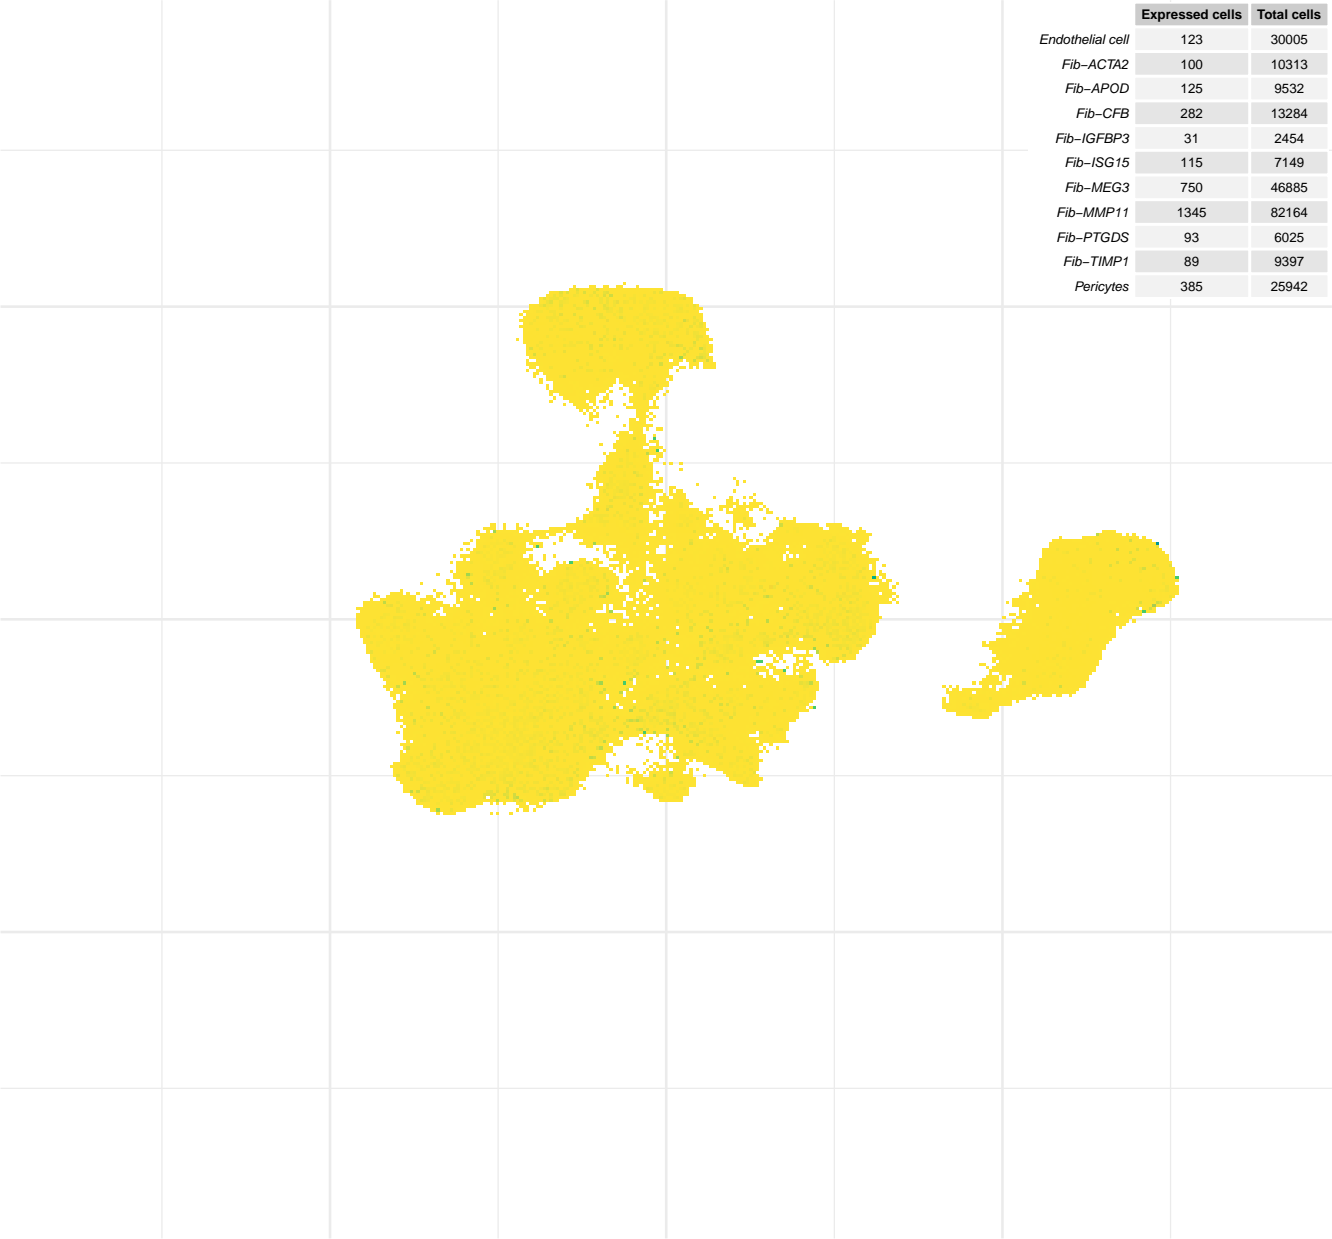 Expressed cells Total cells
Endothelial cell 123 30005
Fib−ACTA2 100 10313
Fib−APOD 125 9532
Fib−CFB 282 13284
Fib−IGFBP3 31 2454
Fib−ISG15 115 7149
Fib−MEG3 750 46885
Fib−MMP11 1345 82164
Fib−PTGDS 93 6025
Fib−TIMP1 89 9397
Pericytes 385 25942